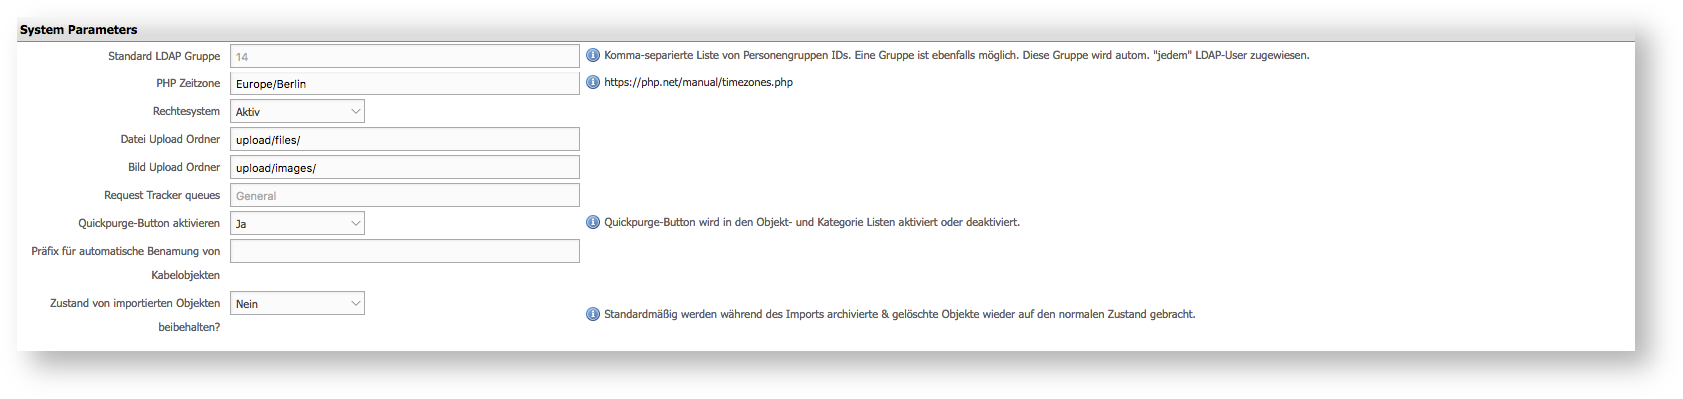 System Parameters
Standard LDAP Gruppe
14
Komma-separierte Liste von Personengruppen IDs. Eine Gruppe ist ebenfalls möglich. Diese Gruppe wird autom. "jedem" LDAP-User zugewiesen.
PHP Zeitzone
Europe/Berlin
https://php.net/manual/timezones.php
Rechtesystem
Aktiv
Datei Upload Ordner
upload/files/
Bild Upload Ordner
upload/images/
Request Tracker queues
General
Quickpurge-Button aktivieren
Ja
Quickpurge-Button wird in den Objekt- und Kategorie Listen aktiviert oder deaktiviert.
Präfix für automatische Benamung von
Kabelobjekten
Zustand von importierten Objekten
beibehalten?
Nein
Standardmäßig werden während des Imports archivierte & gelöschte Objekte wieder auf den normalen Zustand gebracht.